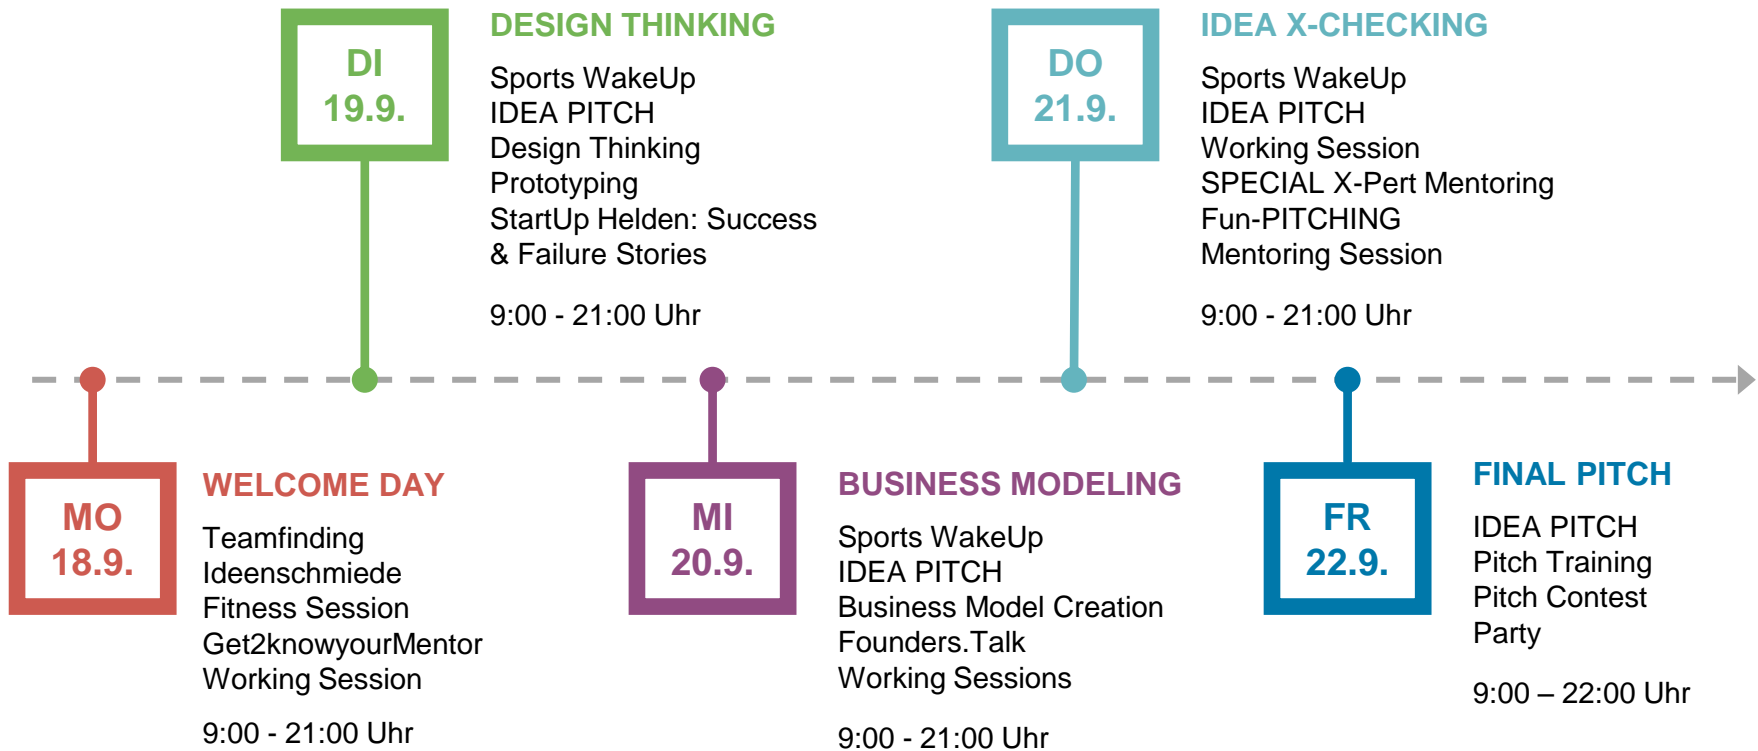 DI
19.9.
DESIGN THINKING
Sports WakeUp
IDEA PITCH
Design Thinking
Prototyping
StartUp Helden: Success
& Failure Stories
9:00 - 21:00 Uhr
DO
21.9.
IDEA X-CHECKING
Sports WakeUp
IDEA PITCH
Working Session
SPECIAL X-Pert Mentoring
Fun-PITCHING
Mentoring Session
9:00 - 21:00 Uhr
MO
18.9.
WELCOME DAY
Teamfinding
Ideenschmiede
Fitness Session
Get2knowyourMentor
Working Session
9:00 - 21:00 Uhr
MI
20.9.
BUSINESS MODELING
Sports WakeUp
IDEA PITCH
Business Model Creation
Founders.Talk
Working Sessions
9:00 - 21:00 Uhr
FR
22.9.
FINAL PITCH
IDEA PITCH
Pitch Training
Pitch Contest
Party
9:00 – 22:00 Uhr